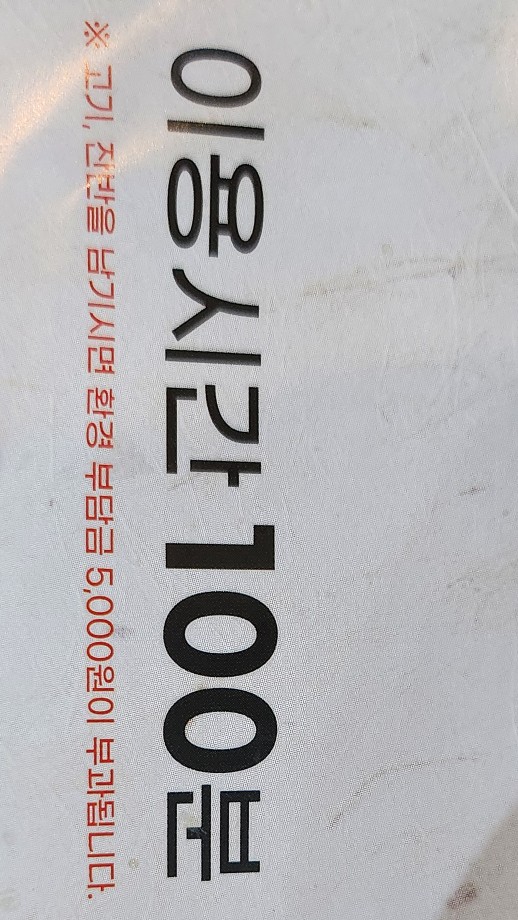 이용시간 100분
※ 고기, 잔반을 남기시면 환경 부담금 5,000원이 부과됩니다.